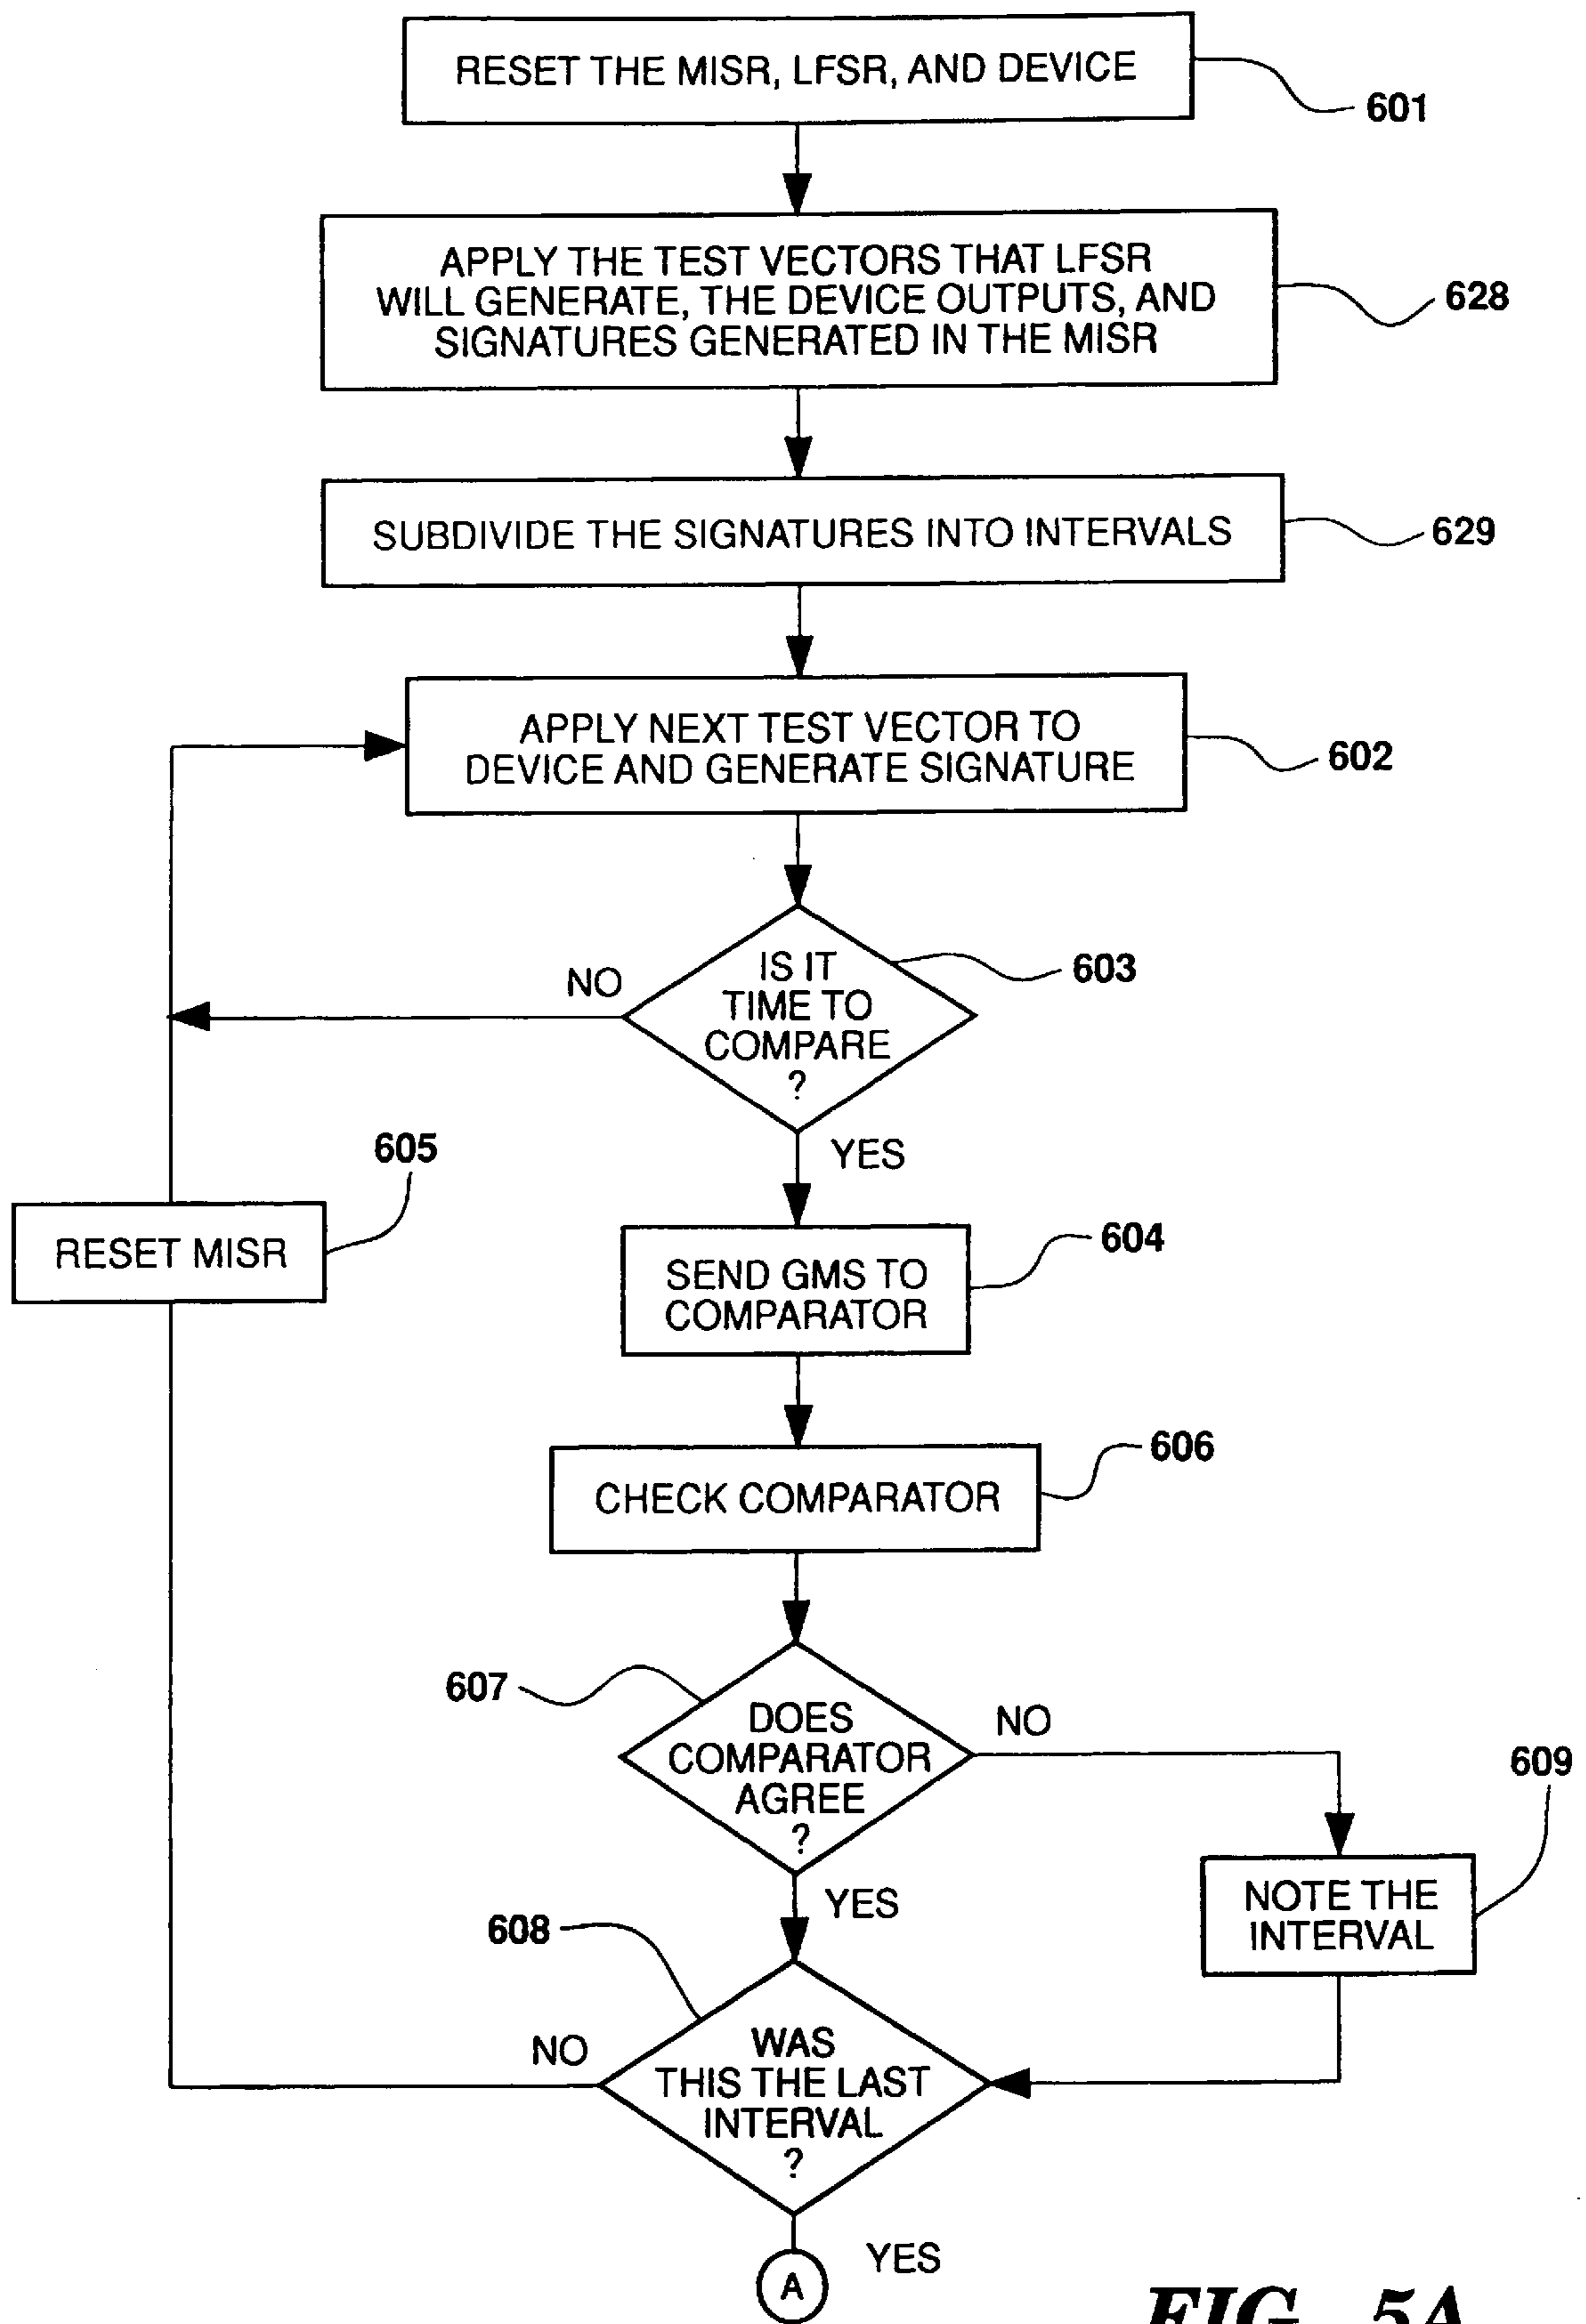 RESET THE MISR, LFSR, AND DEVICE
601
APPLY THE TEST VECTORS THAT LFSR
WILL GENERATE, THE DEVICE OUTPUTS, AND
SIGNATURES GENERATED IN THE MISR
628
SUBDIVIDE THE SIGNATURES INTO INTERVALS
629
APPLY NEXT TEST VECTOR TO
DEVICE AND GENERATE SIGNATURE
602
IS IT
TIME TO
COMPARE
?
603
NO
YES
605
RESET MISR
SEND GMS TO
COMPARATOR
604
CHECK COMPARATOR
606
607
DOES
COMPARATOR
AGREE
?
NO
YES
609
NOTE THE
INTERVAL
608
WAS
THIS THE LAST
INTERVAL
?
NO
YES
A
FIG 5A